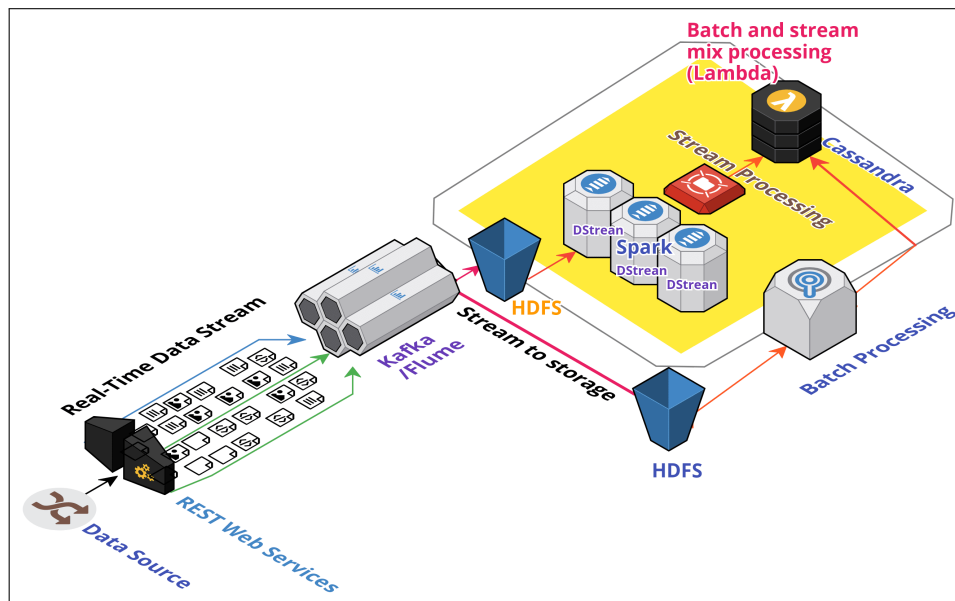 Batch and stream
mix processing
(Lambda)
Stream Processing
Cassandra
DStrean
Spark
DStrean
DStrean
HDFS
Real-Time Data Stream
Kafka
/Flume
Stream to storage
Batch Processing
HDFS
REST Web Services
Data Source